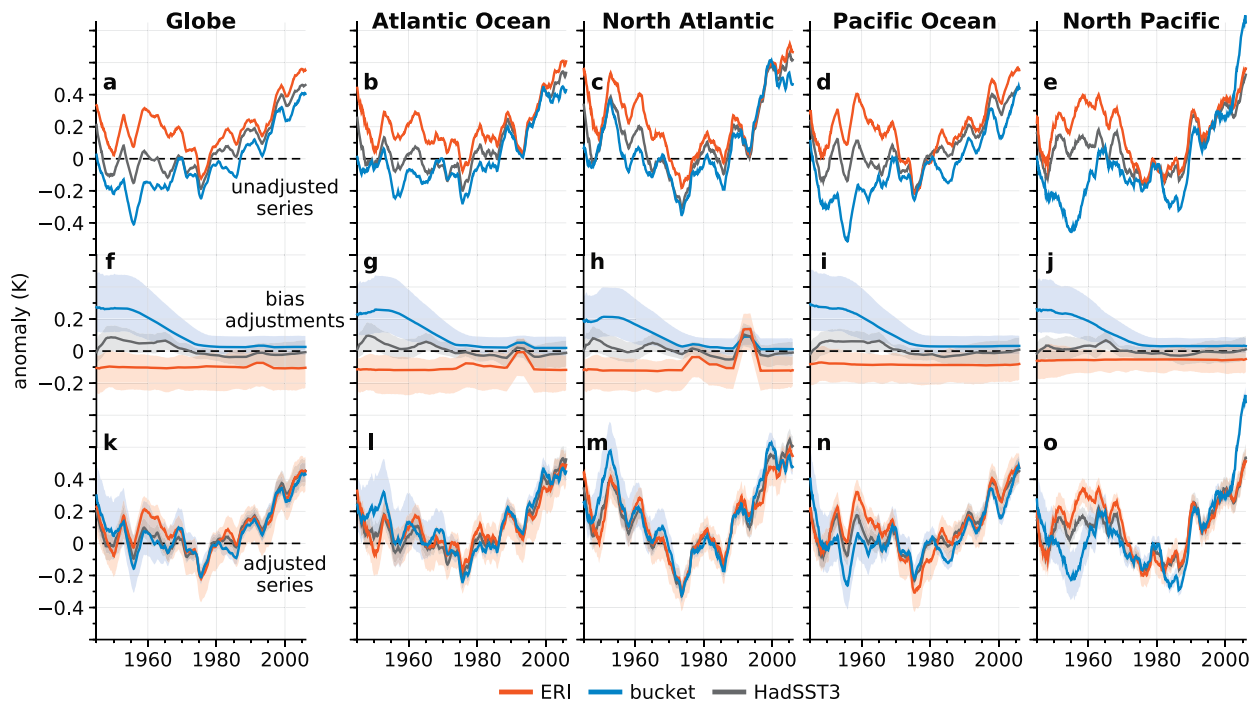 Globe
Atlantic Ocean
North Atlantic
Pacific Ocean
North Pacific
a
b
c
d
e
0.4
0.2
0
−0.2
−0.4
unadjusted
series
f
g
h
i
j
bias
adjustments
0.2
0
−0.2
anomaly (K)
k
l
m
n
o
0.4
0.2
0
−0.2
−0.4
adjusted
series
1960 1980 2000
1960 1980 2000
1960 1980 2000
1960 1980 2000
1960 1980 2000
ERI bucket HadSST3